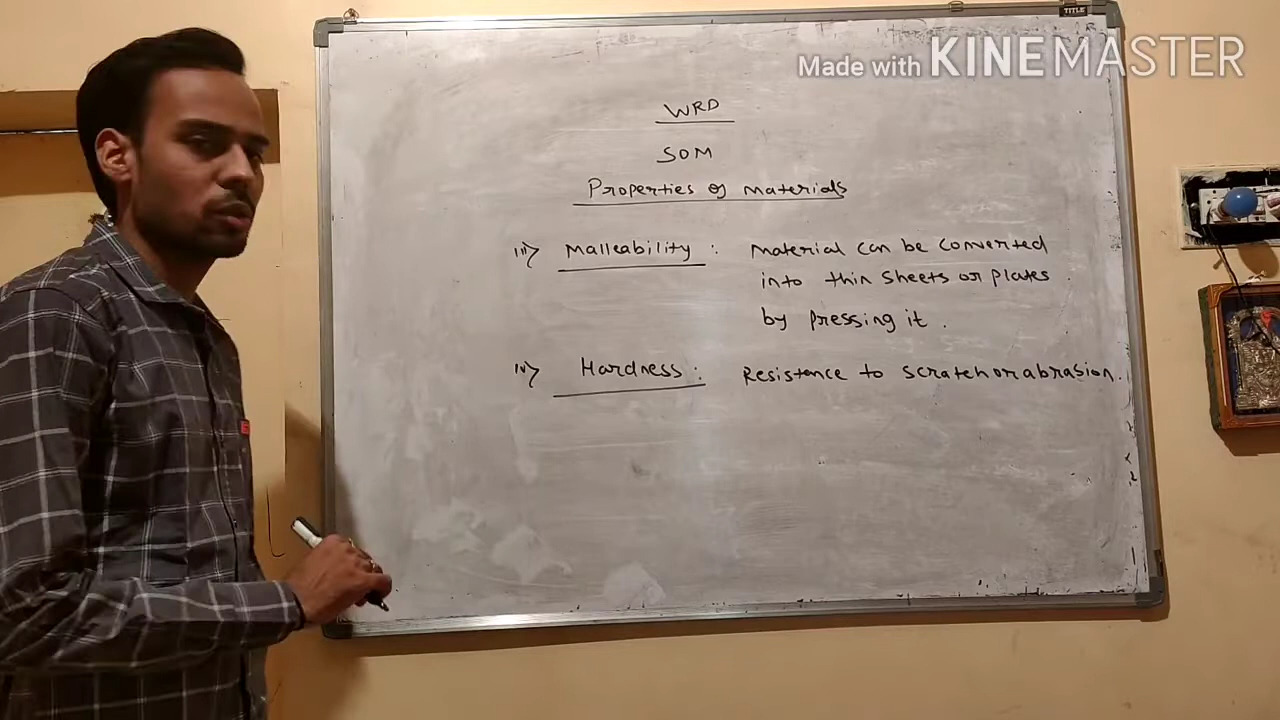 TITLE
Made with KINEMASTER
WRD
SOM
Properties of materials
iii) Malleability : Material can be converted
into thin sheets or plates.
by pressing it.
iv) Hardness : Resistence to scratch or abrasion.